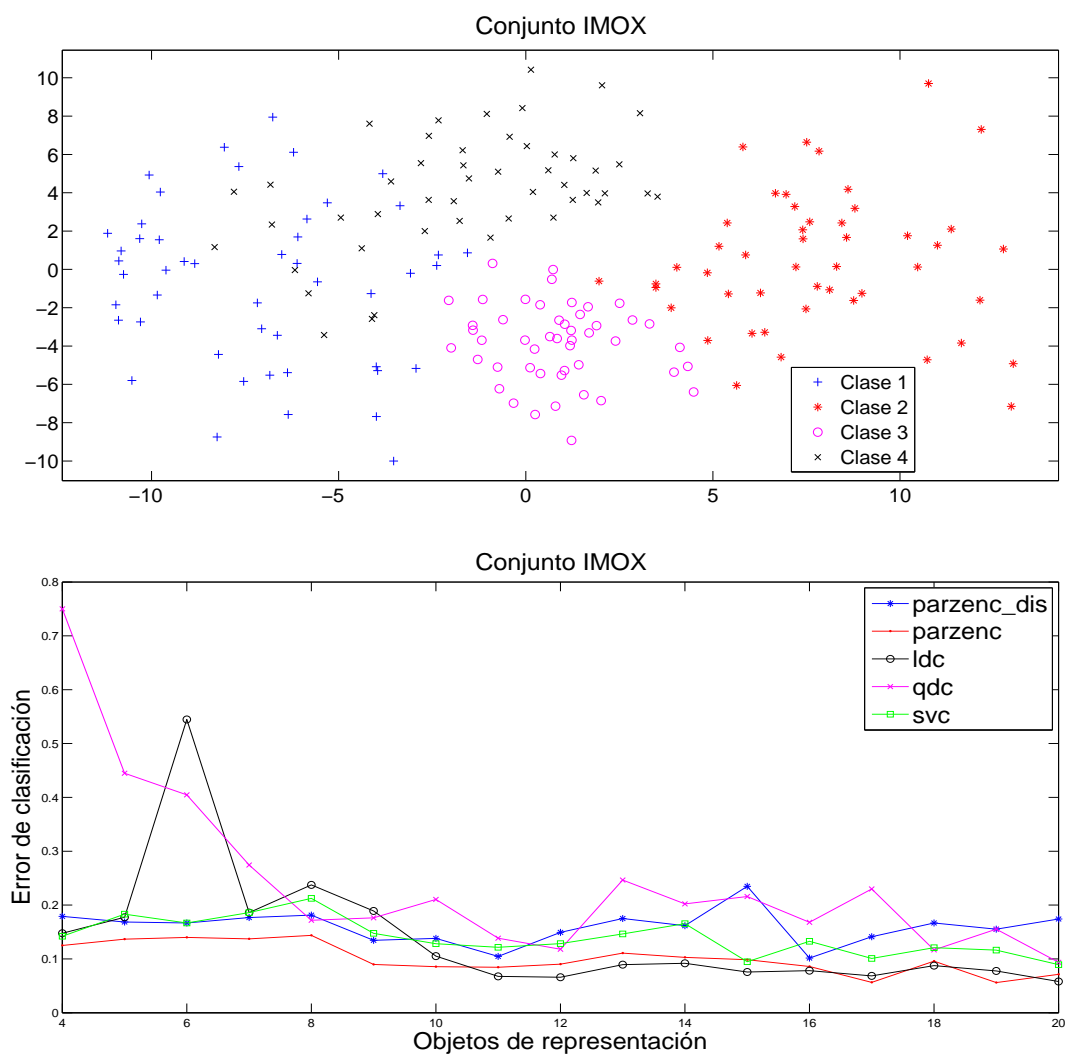 Conjunto IMOX
10
8
6
4
2
0
−2
−4
−6
−8
−10
−10
−5
0
5
10
Clase 1
Clase 2
Clase 3
Clase 4
Conjunto IMOX
0.8
0.7
0.6
0.5
0.4
0.3
0.2
0.1
0
Error de clasificación
4
6
8
10
12
14
16
18
20
Objetos de representación
parzenc_dis
parzenc
ldc
qdc
svc